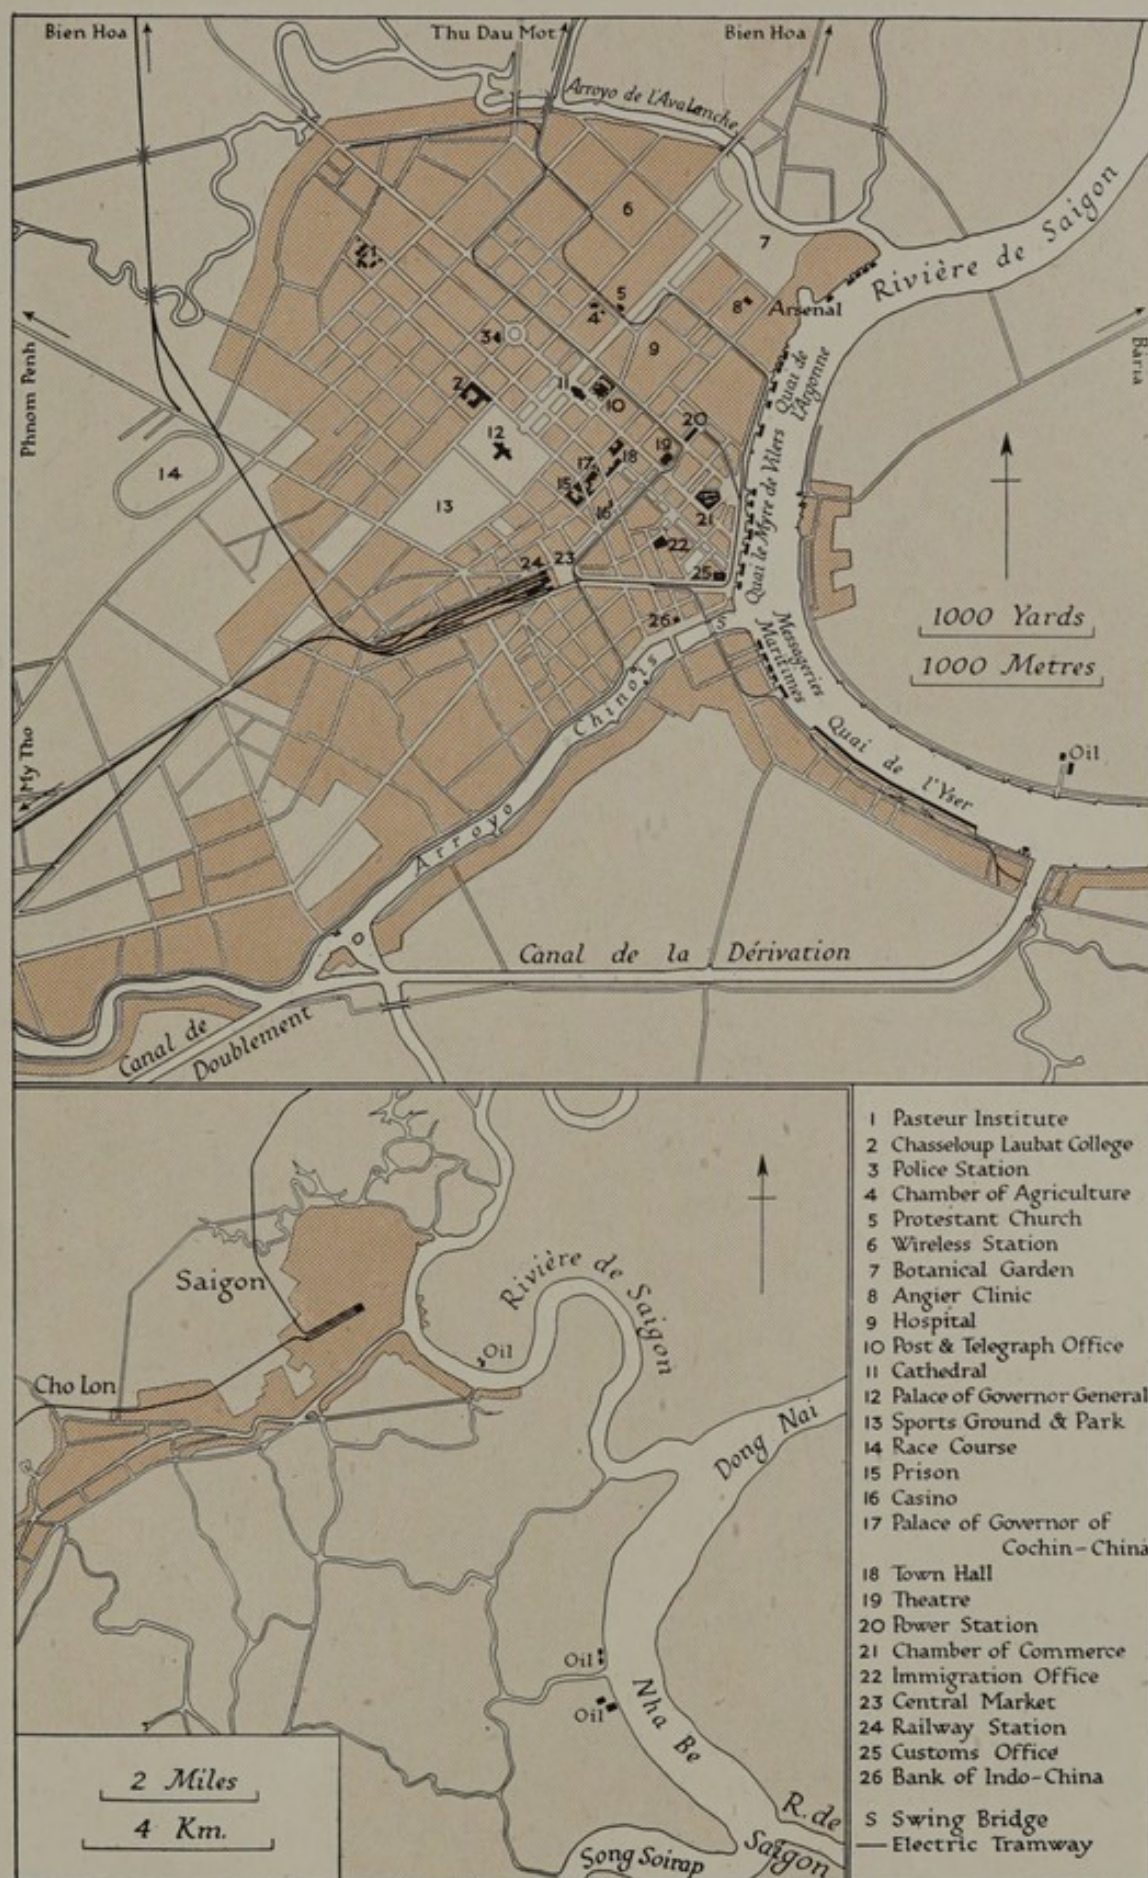 Bien Hoa
Thu Dau Mot
Bien Hoa
Arroyo de l'Avalanche
Rivière de Saigon
6
7
5
4
8
Arsenal
Phnom Penh
Baria
3
9
Quai de
l'Argonne
2
11
10
12
20
19
18
17
14
15
13
16
21
Quai le Myre de Vilers
22
24
23
25
26
S
1000 Yards
1000 Metres
Messageries
Maritimes
Arroyo Chinois
Quai de l'Yser
Oil
My Tho
Canal de la Dérivation
Canal de
Doublement
Saigon
Rivière de Saigon
Oil
Cho Lon
Dong Nai
Oil
Oil
Nha Be
R. de
Saigon
Song Soirap
2 Miles
4 Km.
1 Pasteur Institute
2 Chasseloup Laubat College
3 Police Station
4 Chamber of Agriculture
5 Protestant Church
6 Wireless Station
7 Botanical Garden
8 Angier Clinic
9 Hospital
10 Post & Telegraph Office
11 Cathedral
12 Palace of Governor General
13 Sports Ground & Park
14 Race Course
15 Prison
16 Casino
17 Palace of Governor of
Cochin-China
18 Town Hall
19 Theatre
20 Power Station
21 Chamber of Commerce
22 Immigration Office
23 Central Market
24 Railway Station
25 Customs Office
26 Bank of Indo-China
S Swing Bridge
Electric Tramway